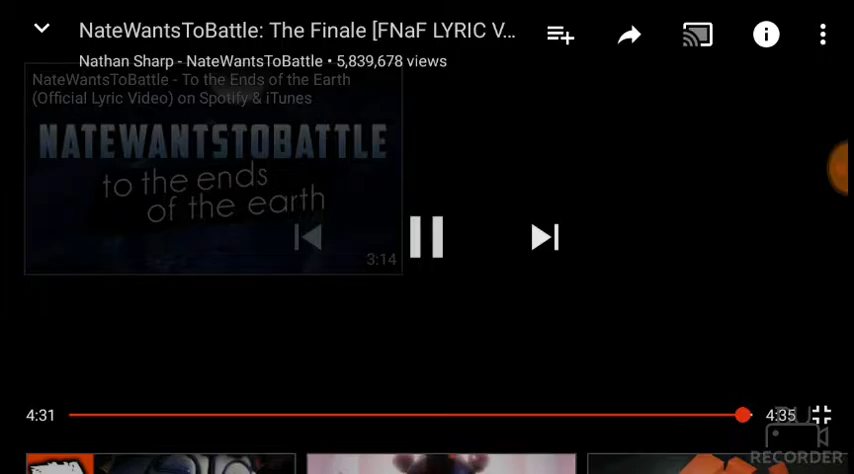 NateWantsToBattle: The Finale [FNaF LYRIC V...
Nathan Sharp - NateWantsToBattle • 5,839,678 views
NateWantsToBattle - To the Ends of the Earth
(Official Lyric Video) on Spotify & iTunes
NATEWANTSTOBATTLE
to the ends
of the earth
3:14
4:31
4:35
DU
RECORDER